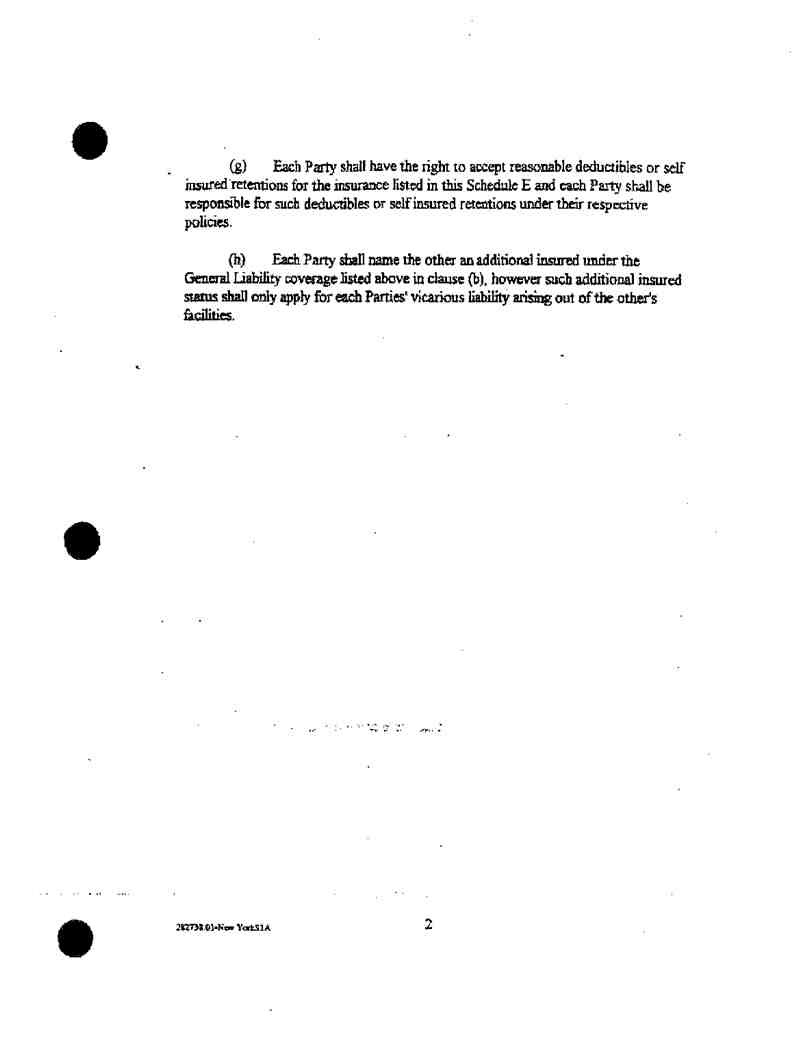 (g) Each Party shall have the right to accept reasonable deductibles or self
insured retentions for the insurance listed in this Schedule E and each Party shall be
responsible for such deductibles or self insured retentions under their respective
policies.
(h) Each Party shall name the other an additional insured under the
General Liability coverage listed above in clause (b), however such additional insured
status shall only apply for each Parties' vicarious liability arising out of the other's
facilities.
282738.01-New YorkS1A
2